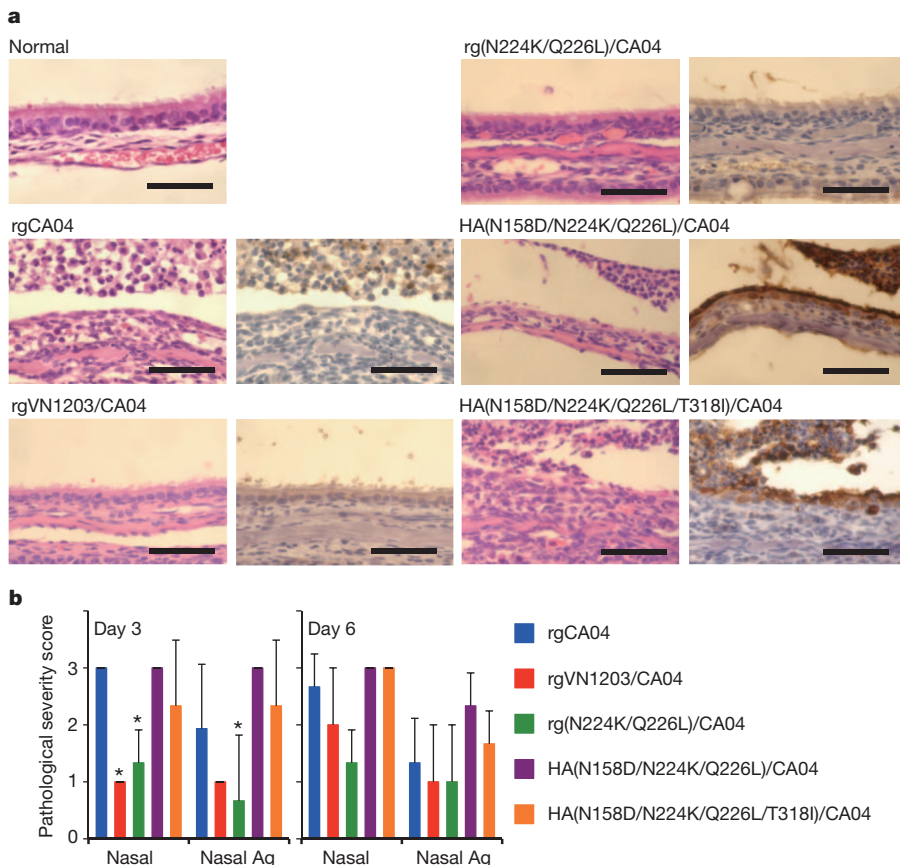 a
Normal
rg(N224K/Q226L)/CA04
rgCA04
HA(N158D/N224K/Q226L)/CA04
rgVN1203/CA04
HA(N158D/N224K/Q226L/T318I)/CA04
b
Pathological severity score
3
2
1
0
Day 3
*
*
*
Nasal
Nasal Ag
Day 6
Nasal
Nasal Ag
rgCA04
rgVN1203/CA04
rg(N224K/Q226L)/CA04
HA(N158D/N224K/Q226L)/CA04
HA(N158D/N224K/Q226L/T318I)/CA04